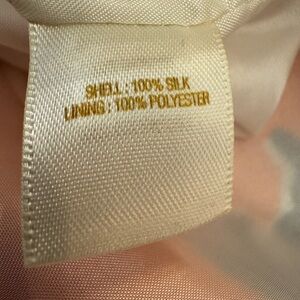 SHELL : 100% SILK
LINING : 100% POLYESTER